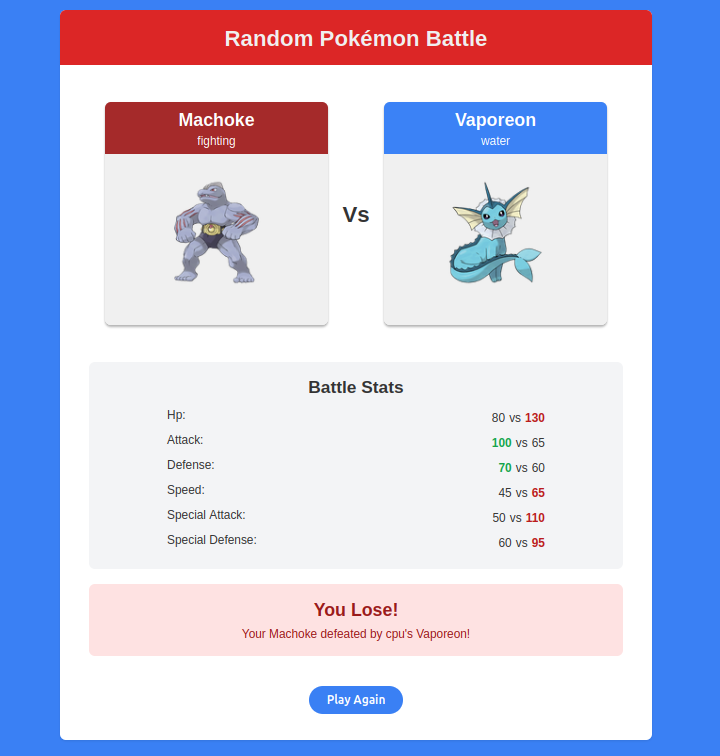 Random Pokémon Battle
Machoke
fighting
Vs
Vaporeon
water
Battle Stats
Hp: 80 vs 130
Attack: 100 vs 65
Defense: 70 vs 60
Speed: 45 vs 65
Special Attack: 50 vs 110
Special Defense: 60 vs 95
You Lose!
Your Machoke defeated by cpu's Vaporeon!
Play Again